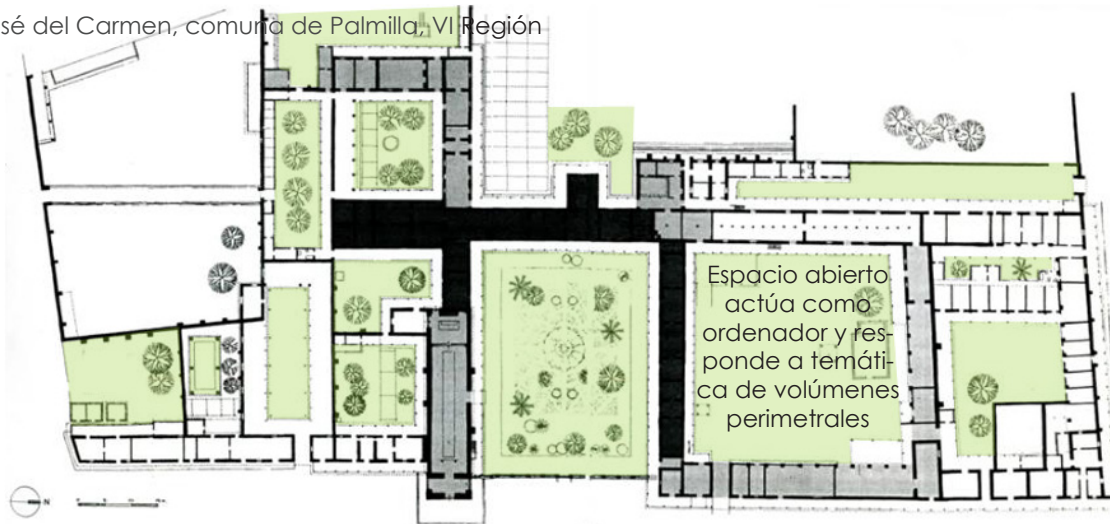 sé del Carmen, comuna de Palmilla, VI Región
Espacio abierto
actúa como
ordenador y res-
ponde a temáti-
ca de volúmenes
perimetrales
N